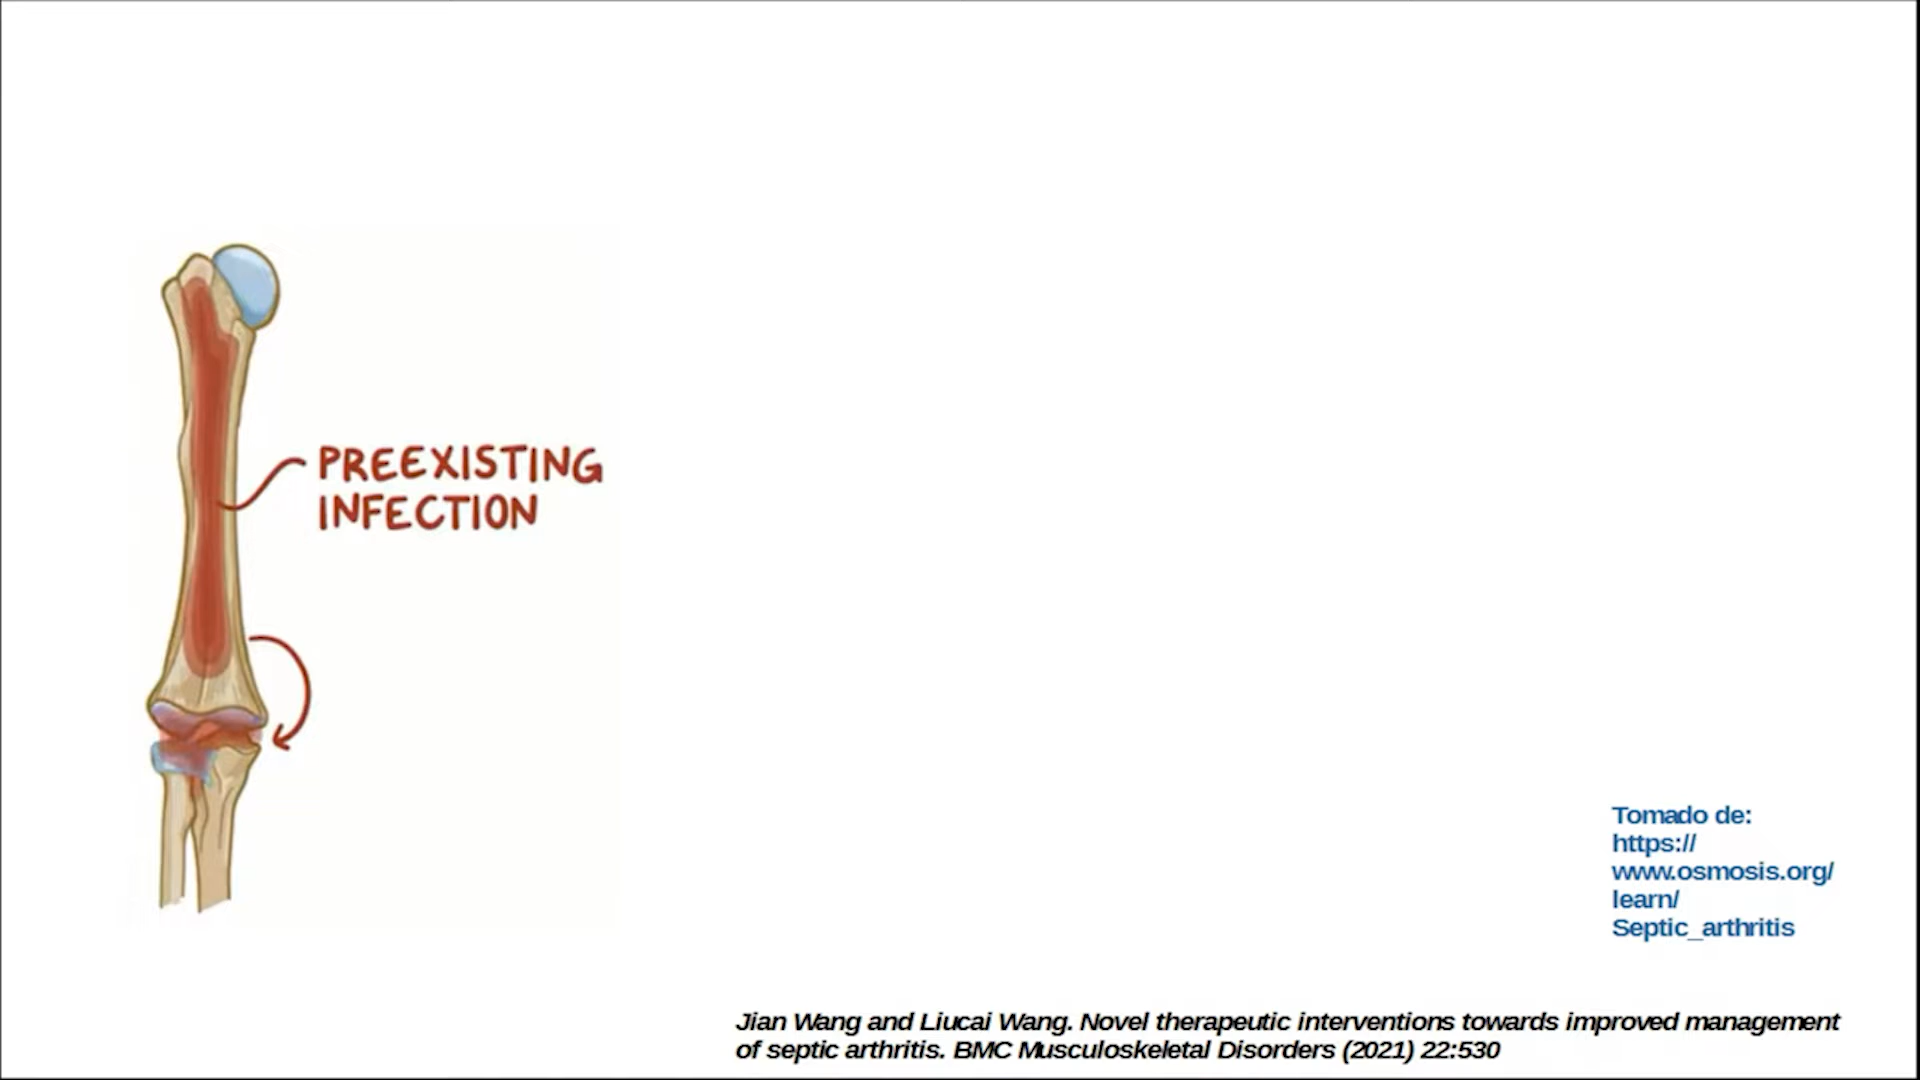 PREEXISTING
INFECTION
Tomado de:
https://
www.osmosis.org/
learn/
Septic_arthritis
Jian Wang and Liucai Wang. Novel therapeutic interventions towards improved management
of septic arthritis. BMC Musculoskeletal Disorders (2021) 22:530